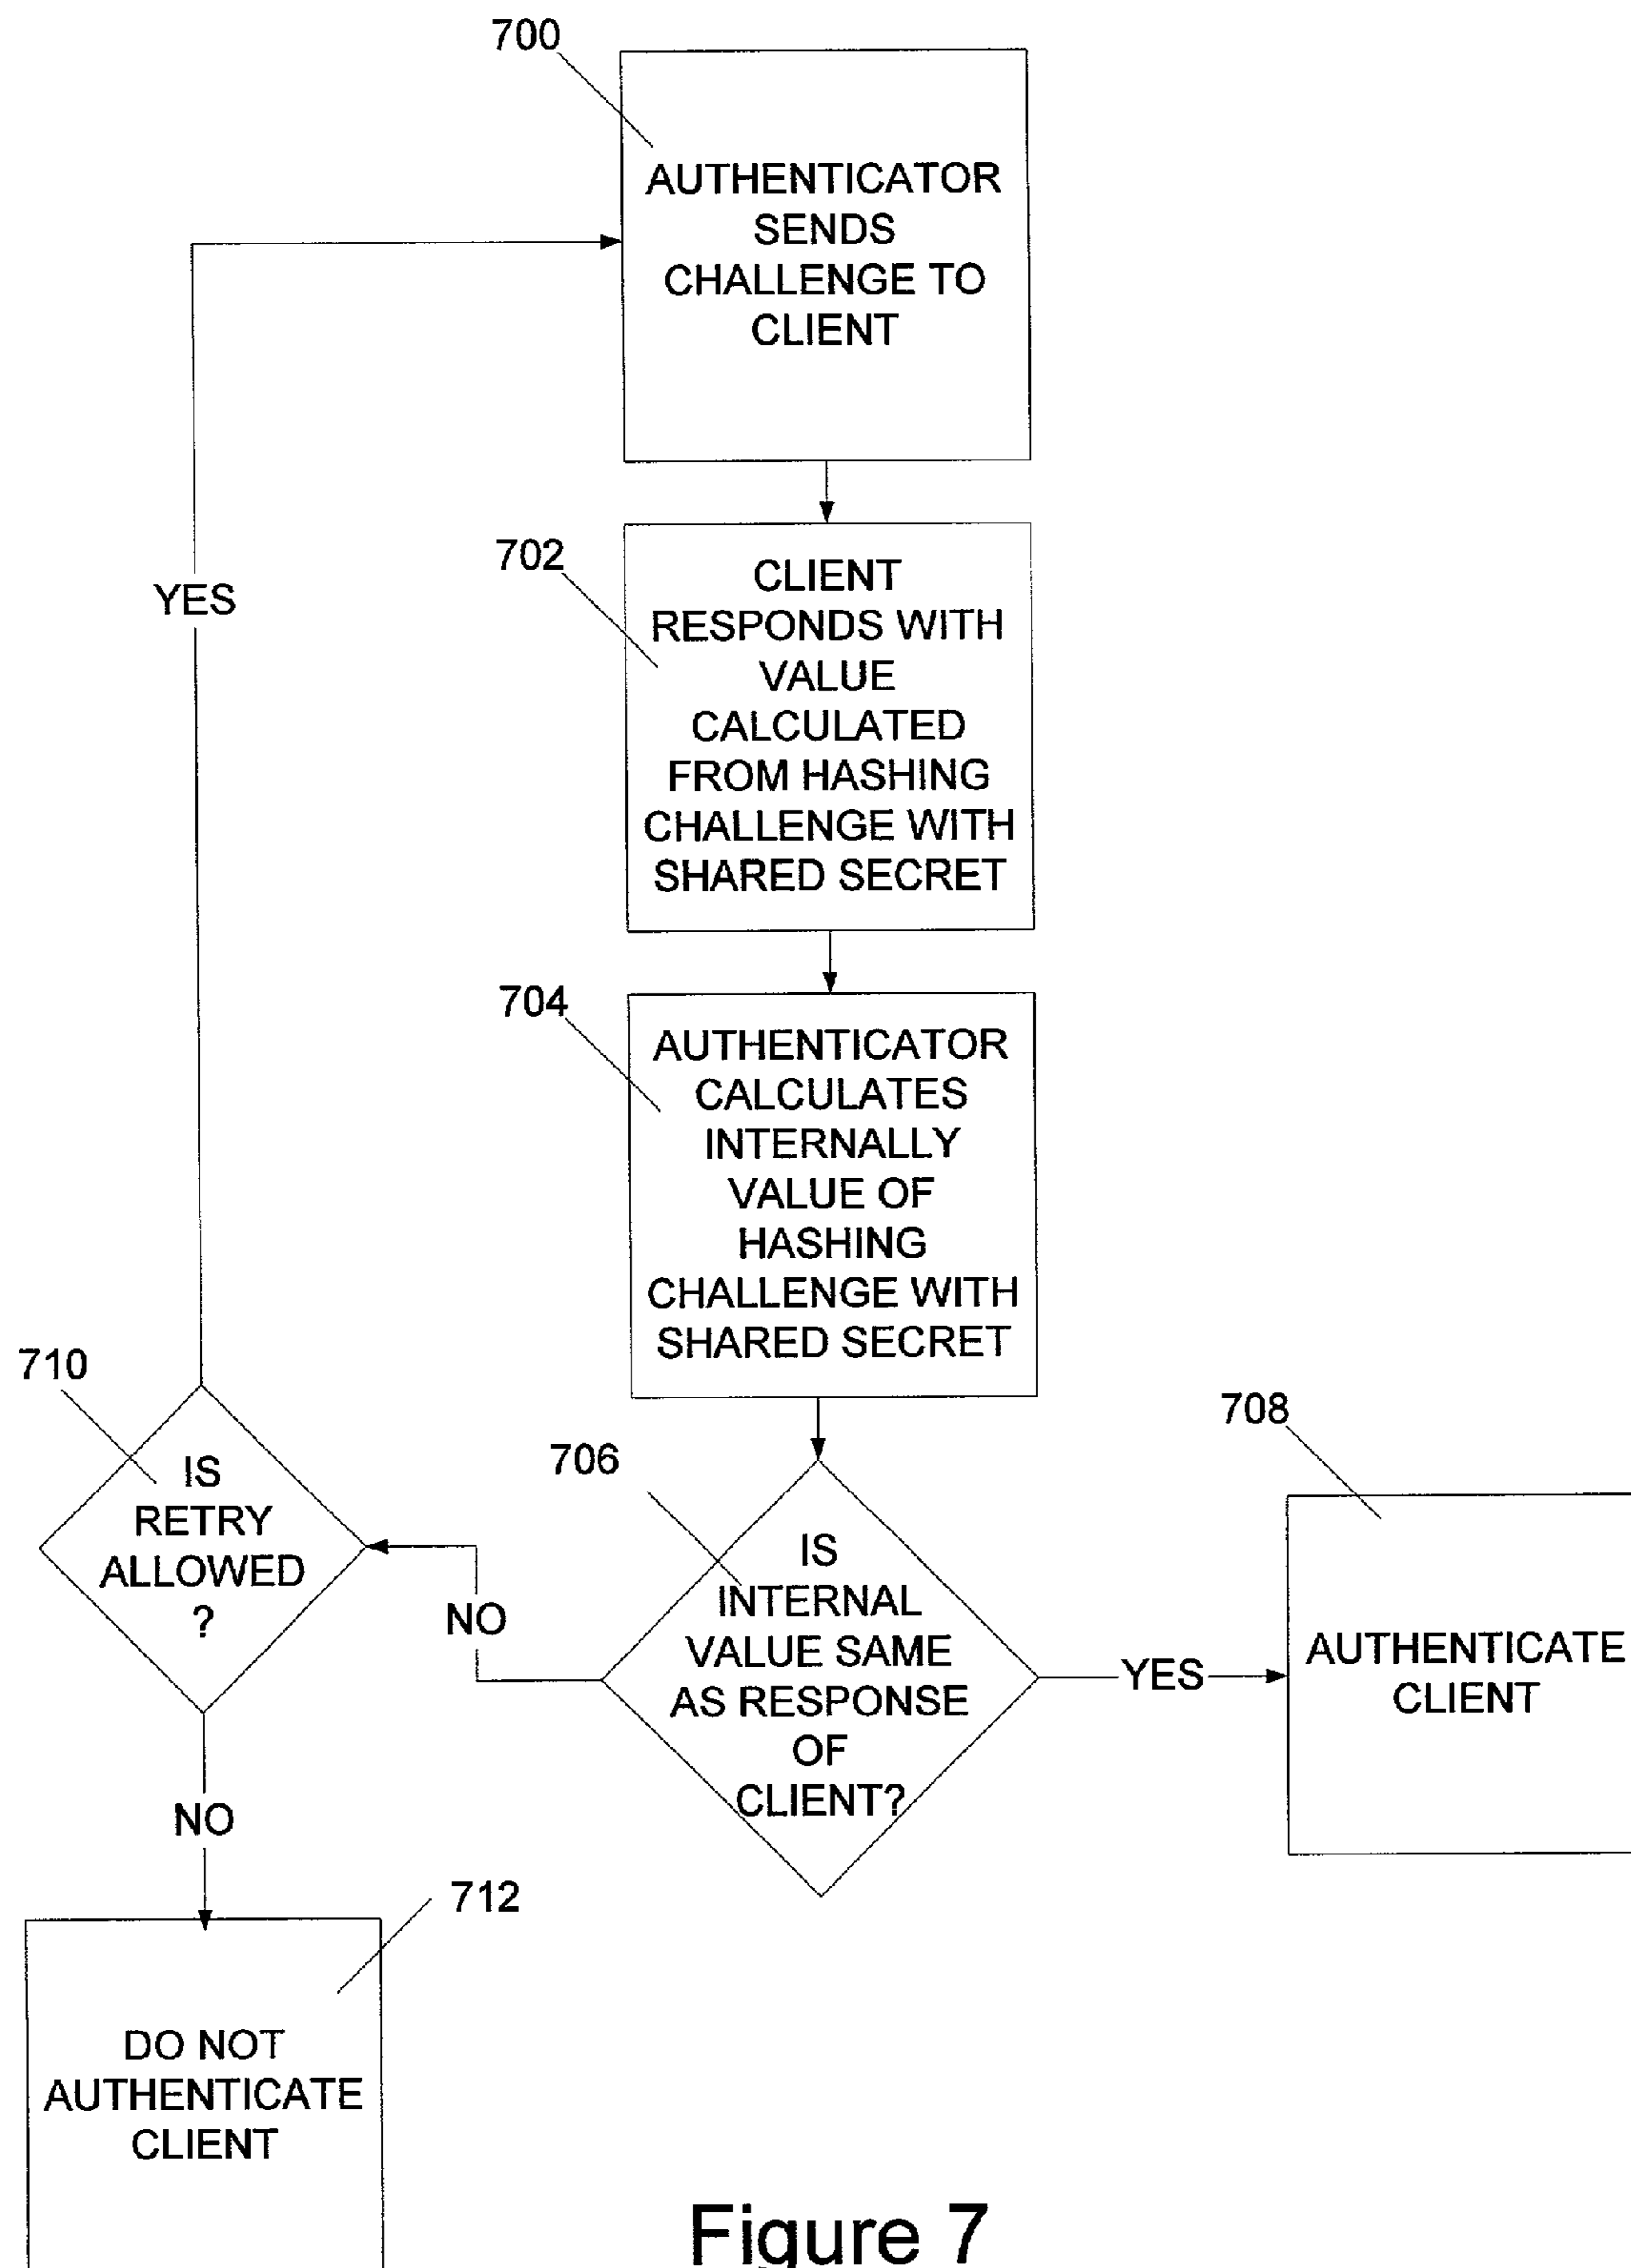 700
AUTHENTICATOR
SENDS
CHALLENGE TO
CLIENT
YES
702
CLIENT
RESPONDS WITH
VALUE
CALCULATED
FROM HASHING
CHALLENGE WITH
SHARED SECRET
704
AUTHENTICATOR
CALCULATES
INTERNALLY
VALUE OF
HASHING
CHALLENGE WITH
SHARED SECRET
710
IS
RETRY
ALLOWED
?
NO
706
IS
INTERNAL
VALUE SAME
AS RESPONSE
OF
CLIENT?
YES
708
AUTHENTICATE
CLIENT
NO
712
DO NOT
AUTHENTICATE
CLIENT
Figure 7